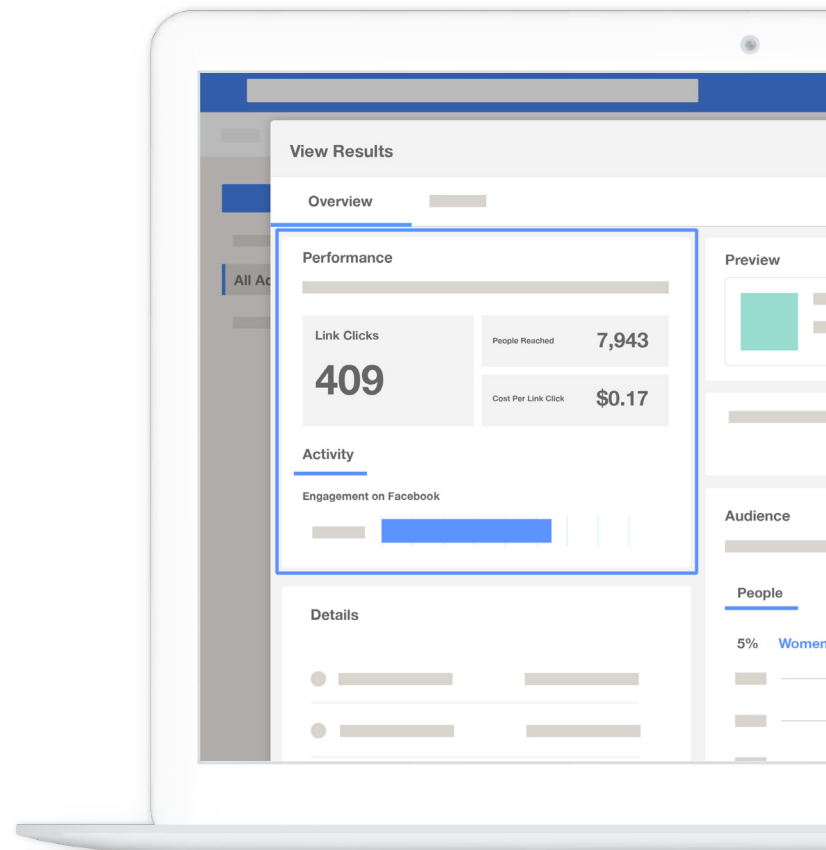 View Results
Overview
All Ad
Performance
Link Clicks
409
People Reached
7,943
Cost Per Link Click
$0.17
Activity
Engagement on Facebook
Details
Preview
Audience
People
5% Women